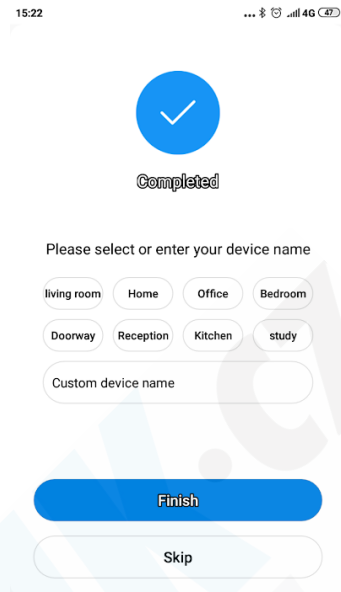 15:22 ... 4G 47
Completed
Please select or enter your device name
living room Home Office Bedroom
Doorway Reception Kitchen study
Custom device name
Finish
Skip